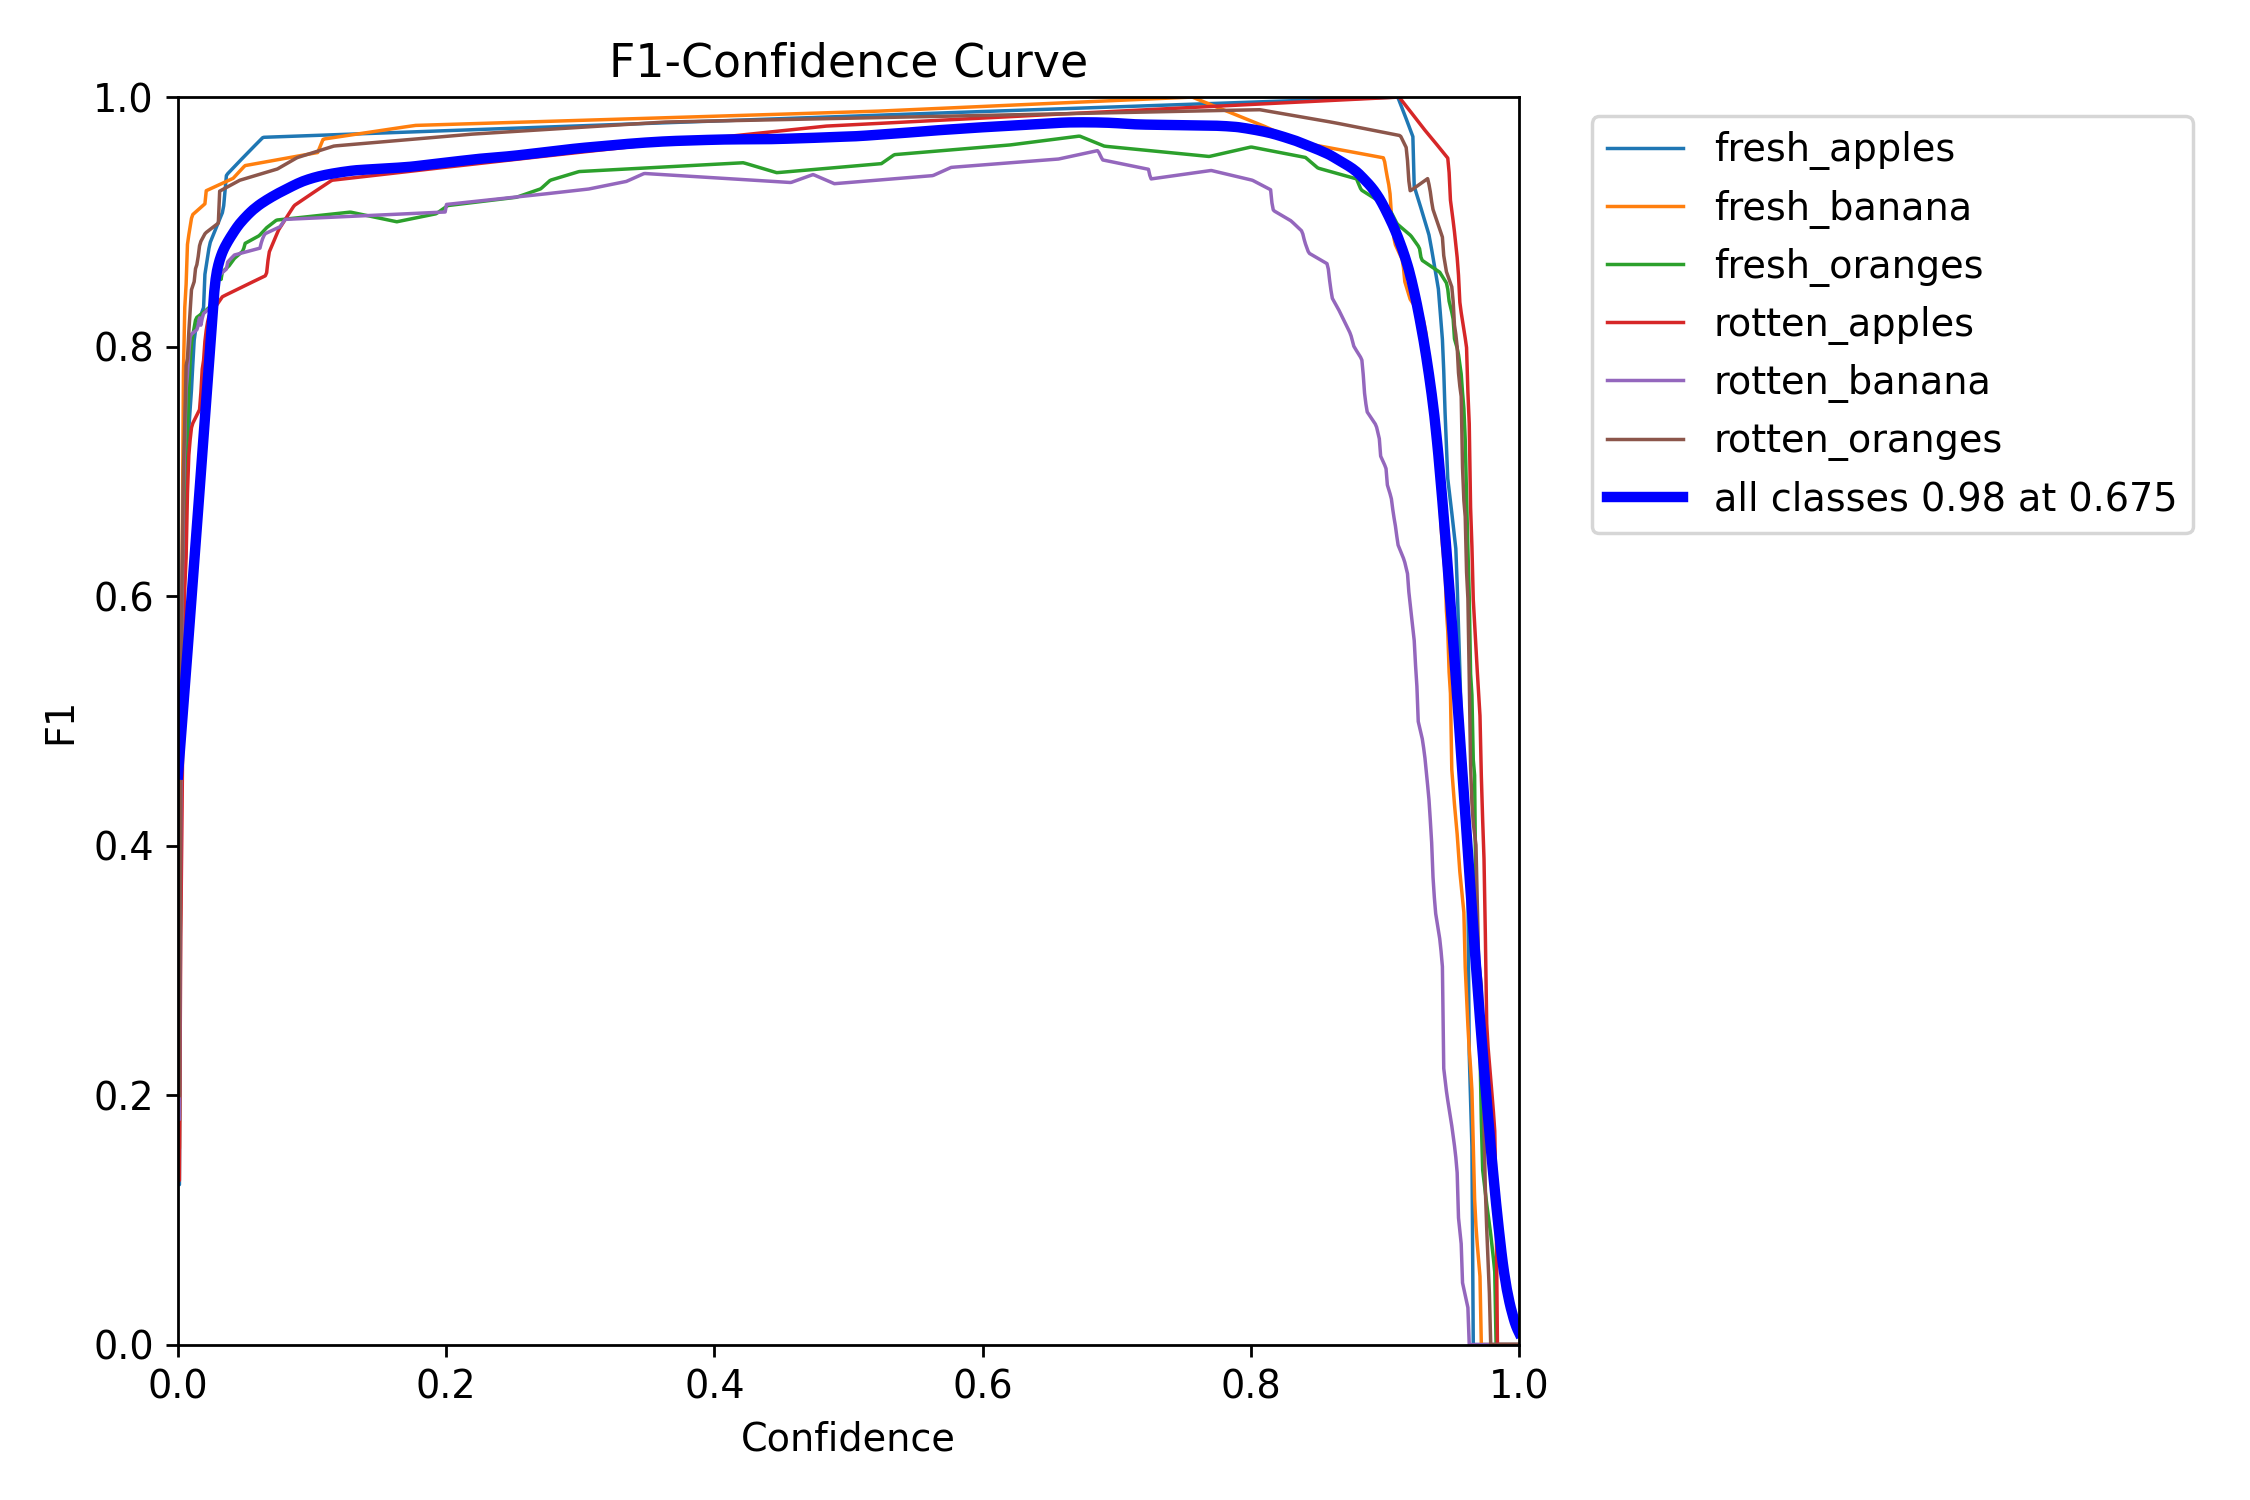 F1-Confidence Curve
1.0
0.8
0.6
0.4
0.2
0.0
F1
0.0 0.2 0.4 0.6 0.8 1.0
Confidence
fresh_apples
fresh_banana
fresh_oranges
rotten_apples
rotten_banana
rotten_oranges
all classes 0.98 at 0.675